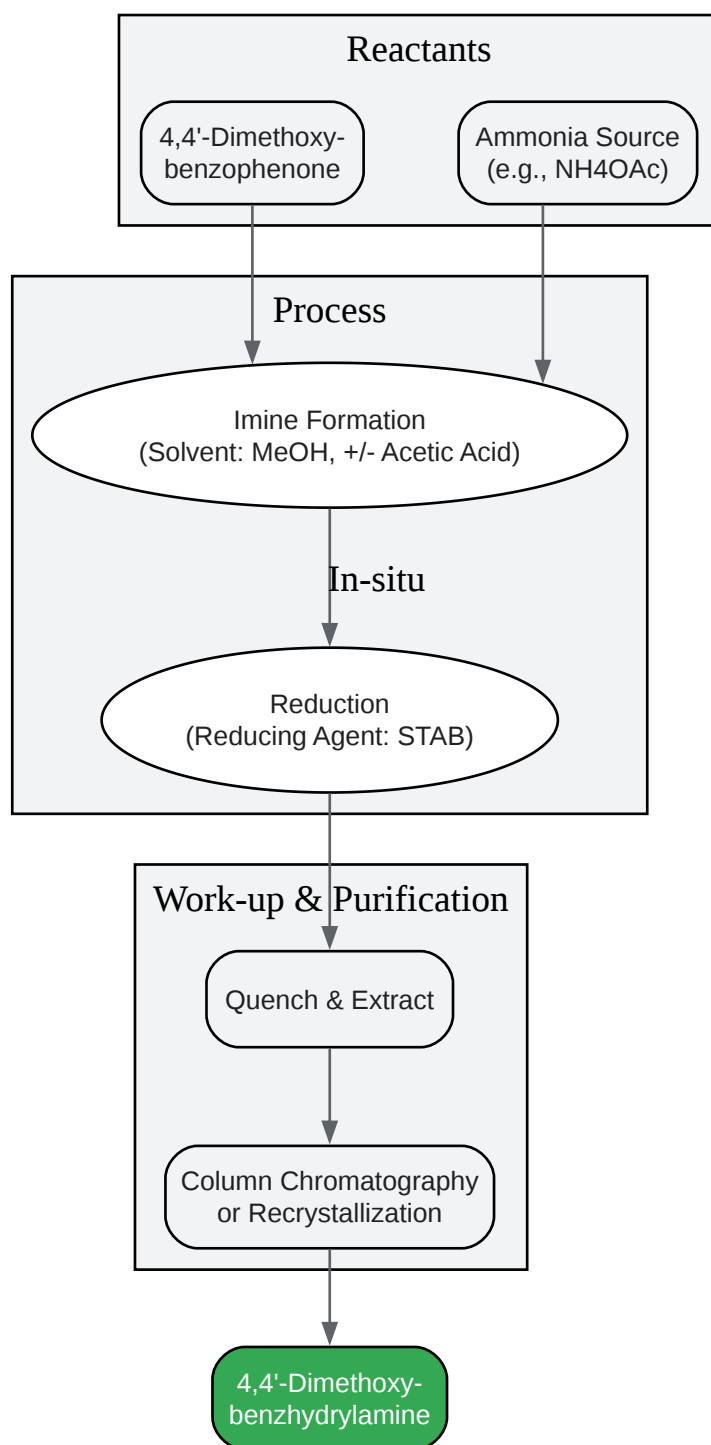 Reactants
4,4'-Dimethoxy-
benzophenone
Ammonia Source
(e.g., NH4OAc)
Process
Imine Formation
(Solvent: MeOH, +/- Acetic Acid)
In-situ
Reduction
(Reducing Agent: STAB)
Work-up & Purification
Quench & Extract
Column Chromatography
or Recrystallization
4,4'-Dimethoxy-
benzhydrylamine